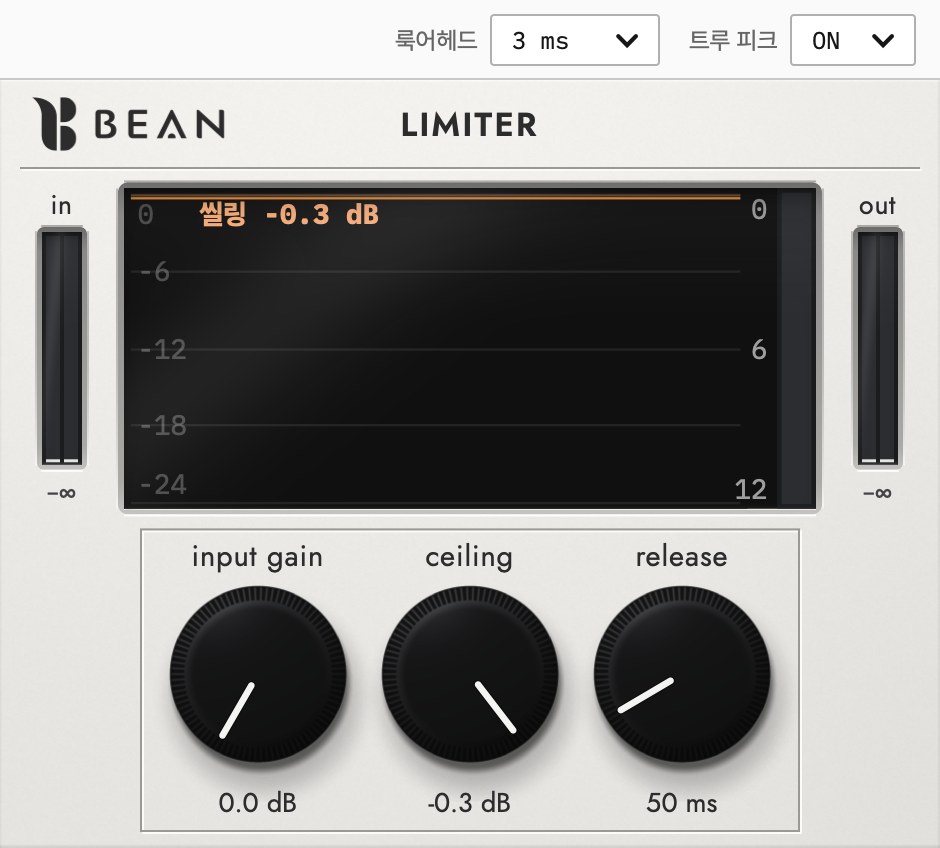 룩어헤드 3 ms 트루 피크 ON
BEAN LIMITER
in out
0 씰링 -0.3 dB 0
-6
-12 6
-18
-24 12
-∞ -∞
input gain ceiling release
0.0 dB -0.3 dB 50 ms